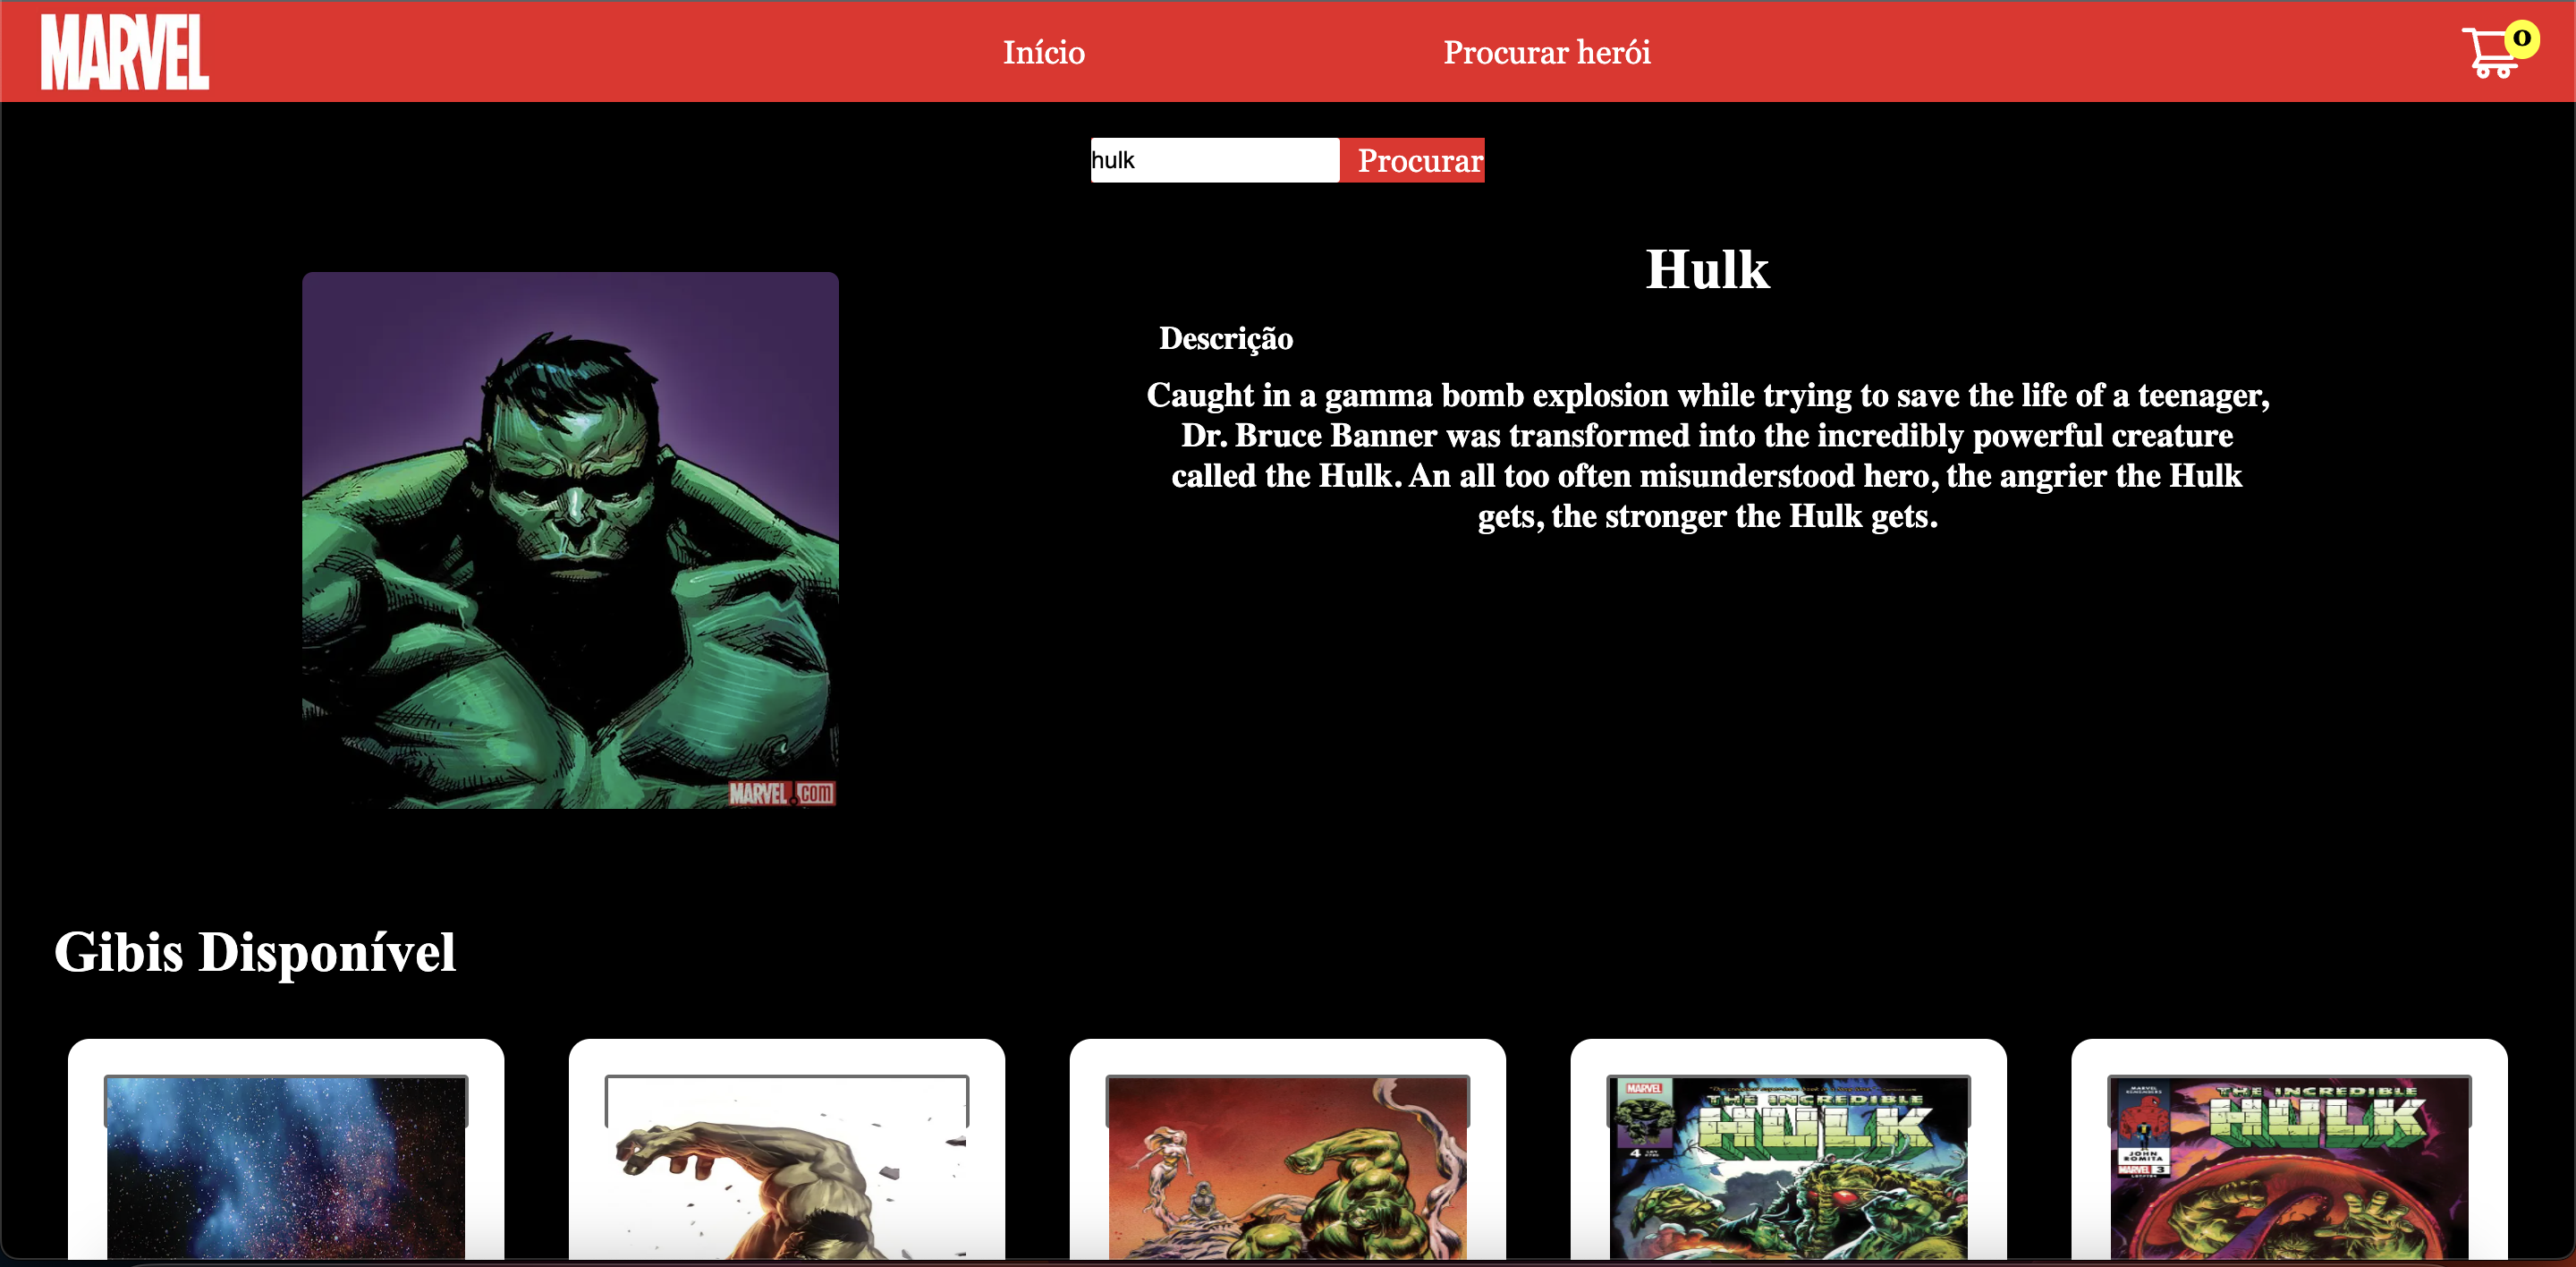 MARVEL
Início
Procurar herói
0
hulk
Procurar
Hulk
Descrição
Caught in a gamma bomb explosion while trying to save the life of a teenager,
Dr. Bruce Banner was transformed into the incredibly powerful creature
called the Hulk. An all too often misunderstood hero, the angrier the Hulk
gets, the stronger the Hulk gets.
MARVEL.COM
Gibis Disponível
MARVEL
THE INCREDIBLE
HULK
4
THE INCREDIBLE
HULK
JOHN
ROMITA
MARVEL 3